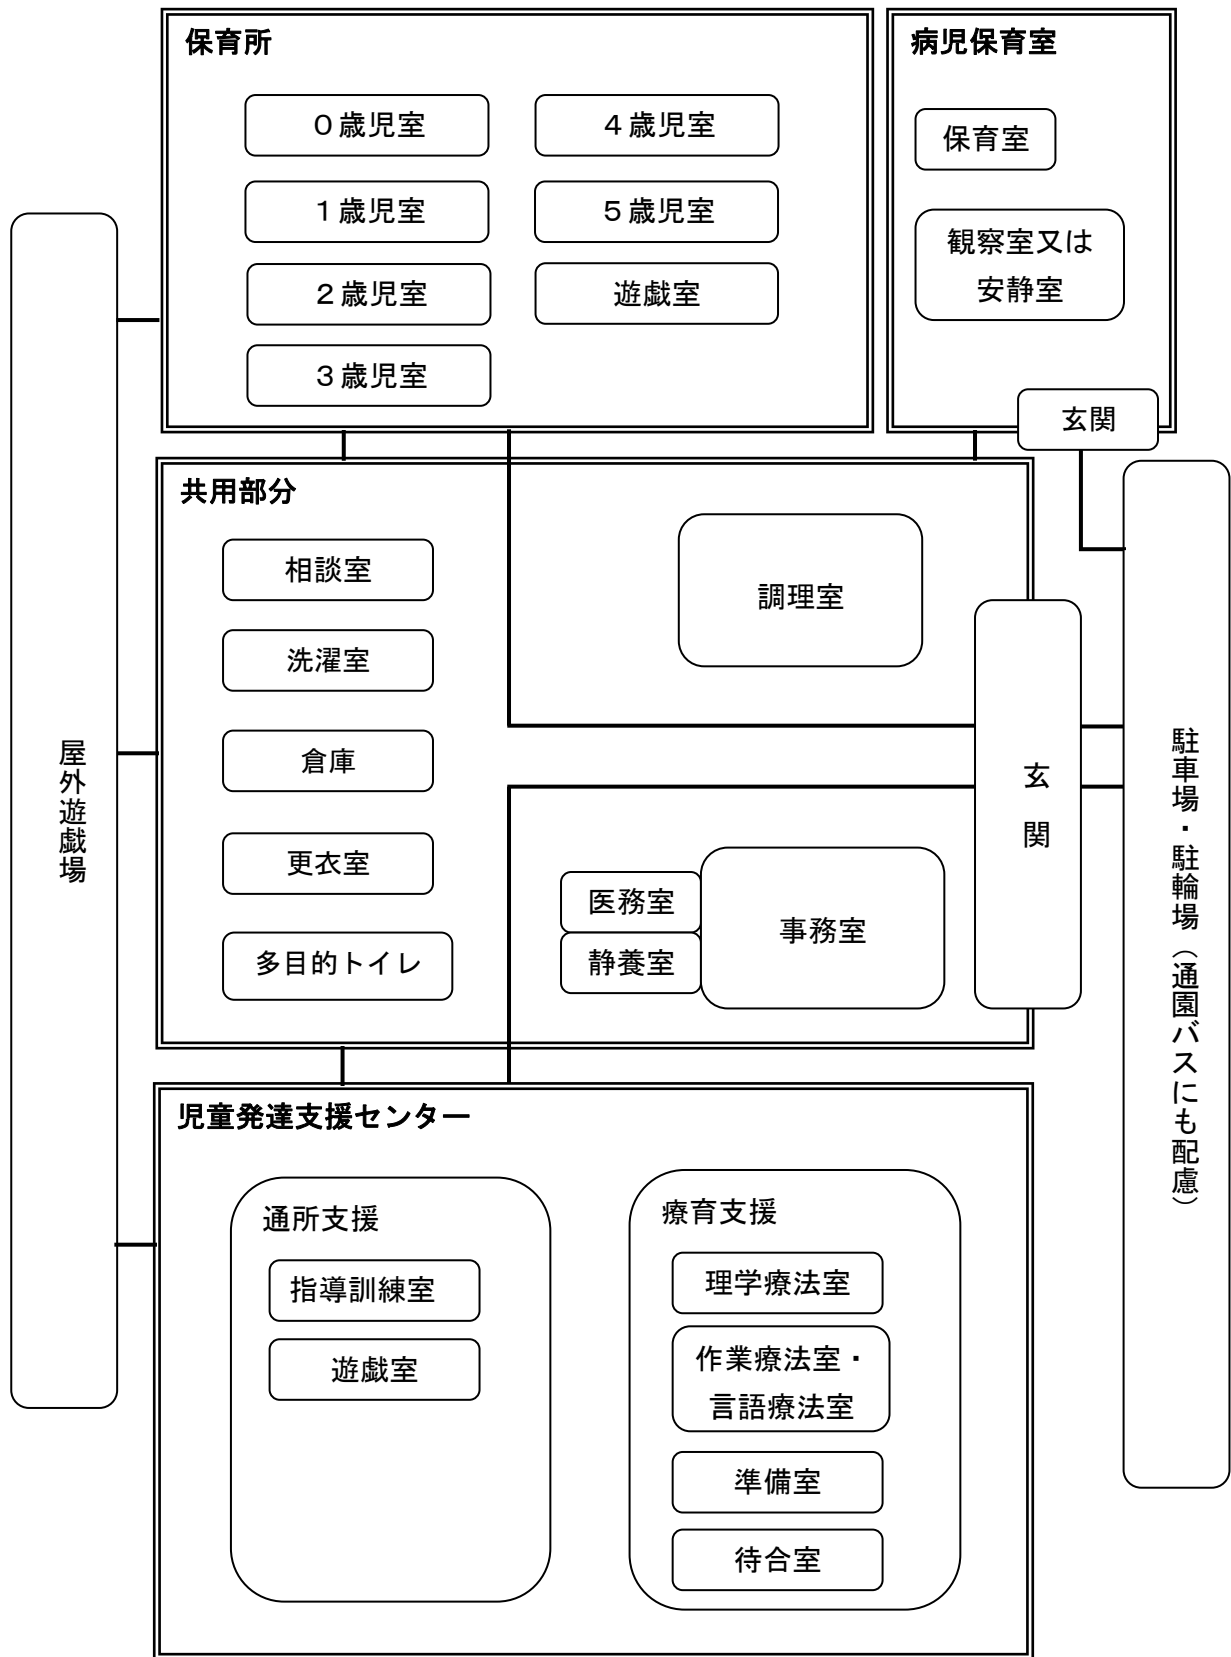 保育所
０歳児室
１歳児室
２歳児室
３歳児室
４歳児室
５歳児室
遊戯室
病児保育室
保育室
観察室又は
安静室
玄関
共用部分
相談室
洗濯室
倉庫
更衣室
多目的トイレ
調理室
医務室
静養室
事務室
玄関
屋外遊戯場
駐車場・駐輪場（通園バスにも配慮）
児童発達支援センター
通所支援
指導訓練室
遊戯室
療育支援
理学療法室
作業療法室・
言語療法室
準備室
待合室